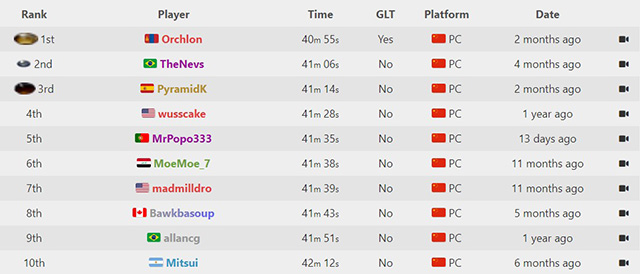 Rank Player Time GLT Platform Date
1st Orchlon 40m 55s Yes PC 2 months ago
2nd TheNevs 41m 06s No PC 4 months ago
3rd PyramidK 41m 14s No PC 2 months ago
4th wusscake 41m 28s No PC 1 year ago
5th MrPopo333 41m 35s No PC 13 days ago
6th MoeMoe_7 41m 38s No PC 11 months ago
7th madmilldro 41m 39s No PC 11 months ago
8th Bawkbasoup 41m 43s No PC 5 months ago
9th allancg 41m 51s No PC 1 year ago
10th Mitsui 42m 12s No PC 6 months ago